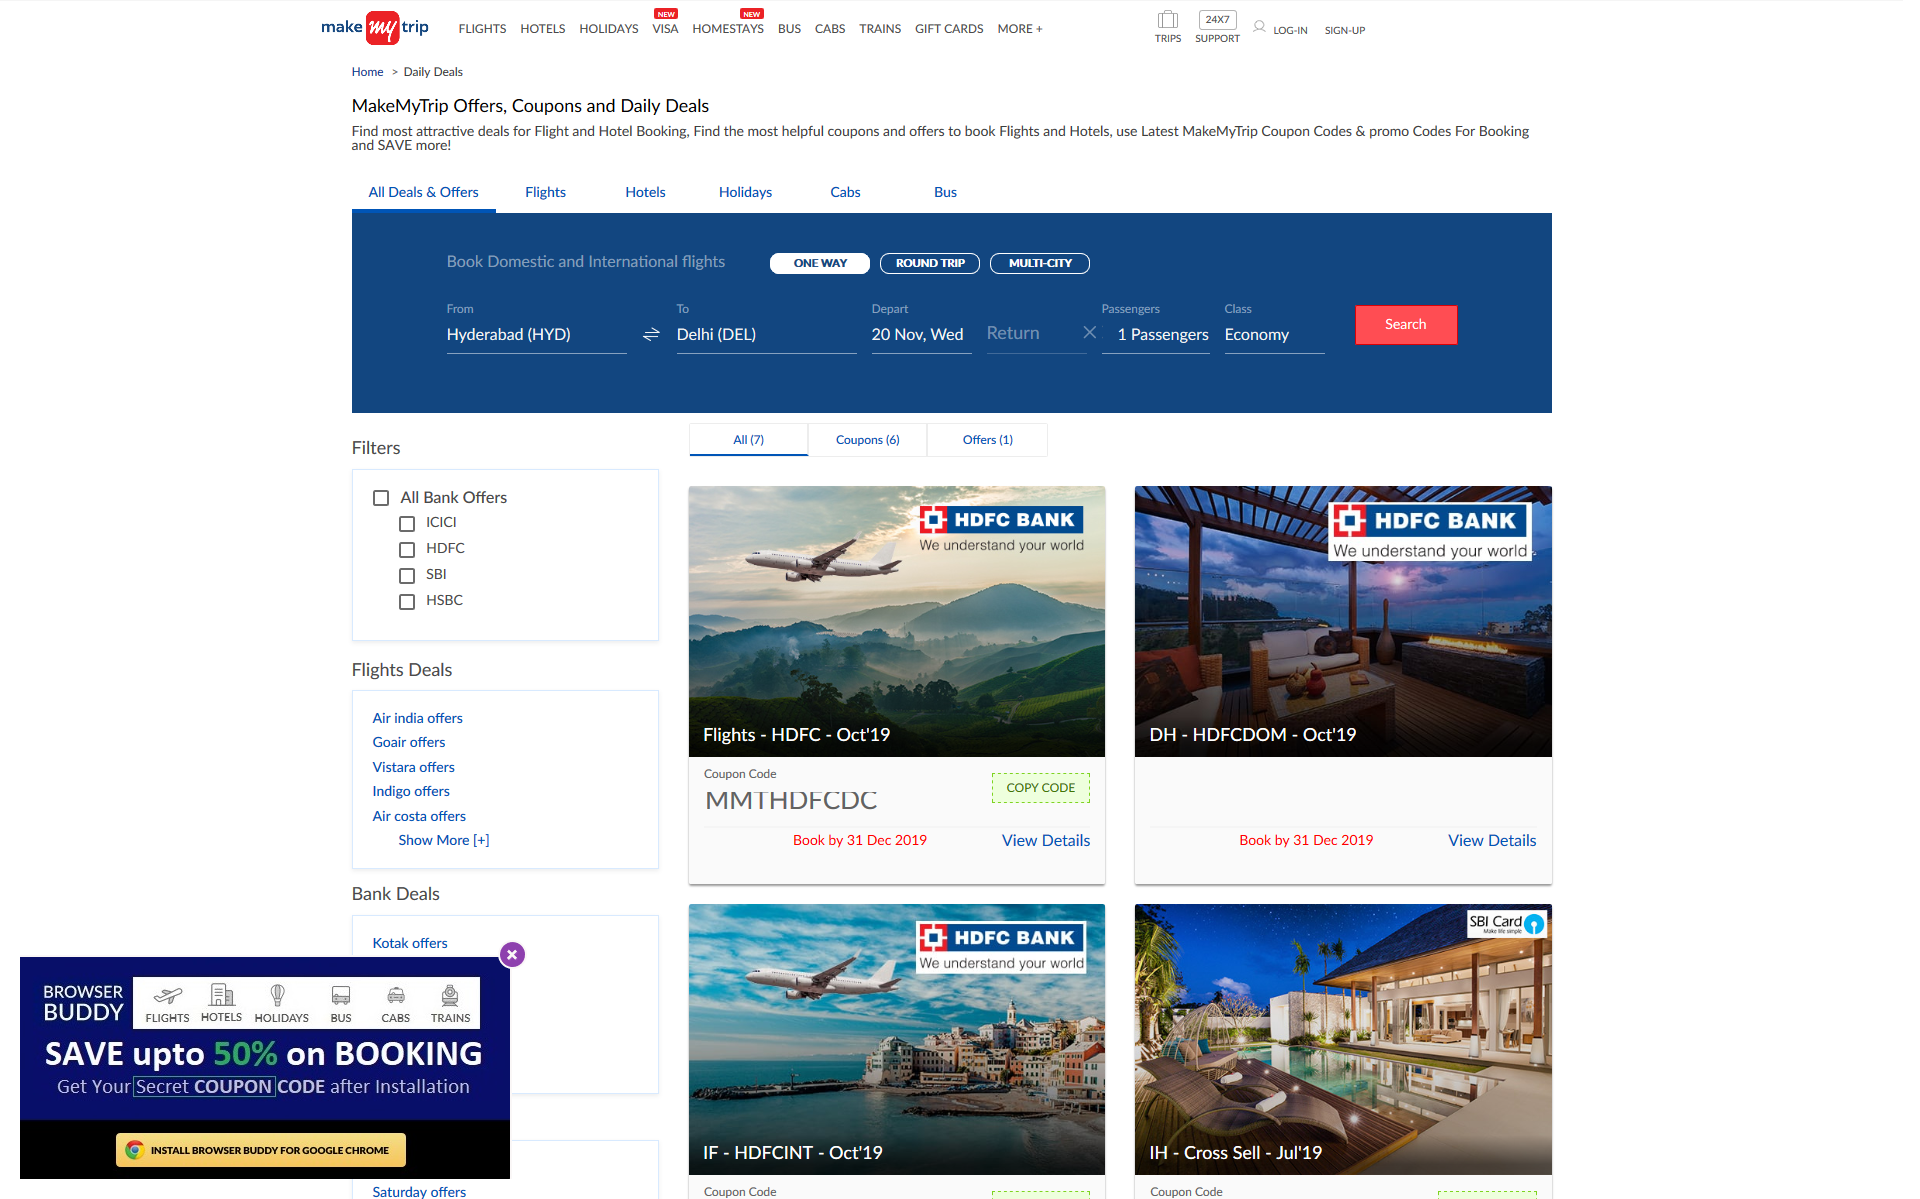 make my trip
FLIGHTS HOTELS HOLIDAYS VISA NEW HOMESTAYS NEW BUS CABS TRAINS GIFT CARDS MORE +
TRIPS
24X7
SUPPORT
LOG-IN
SIGN-UP
Home > Daily Deals
MakeMyTrip Offers, Coupons and Daily Deals
Find most attractive deals for Flight and Hotel Booking, Find the most helpful coupons and offers to book Flights and Hotels, use Latest MakeMyTrip Coupon Codes & promo Codes For Booking
and SAVE more!
All Deals & Offers Flights Hotels Holidays Cabs Bus
Book Domestic and International flights
ONE WAY ROUND TRIP MULTI-CITY
From To Depart Passengers Class
Hyderabad (HYD) Delhi (DEL) 20 Nov, Wed Return 1 Passengers Economy
Search
Filters
All Bank Offers
ICICI
HDFC
SBI
HSBC
Flights Deals
Air india offers
Goair offers
Vistara offers
Indigo offers
Air costa offers
Show More [+]
Bank Deals
Kotak offers
Saturday offers
All (7) Coupons (6) Offers (1)
HDFC BANK
We understand your world
Flights - HDFC - Oct'19
Coupon Code
MMTHDFCDC
COPY CODE
Book by 31 Dec 2019
View Details
HDFC BANK
We understand your world
DH - HDFCDOM - Oct'19
Book by 31 Dec 2019
View Details
HDFC BANK
We understand your world
IF - HDFCINT - Oct'19
Coupon Code
SBI Card
Make life simple
IH - Cross Sell - Jul'19
Coupon Code
BROWSER
BUDDY
FLIGHTS HOTELS HOLIDAYS BUS CABS TRAINS
SAVE upto 50% on BOOKING
Get Your Secret COUPON CODE after Installation
INSTALL BROWSER BUDDY FOR GOOGLE CHROME